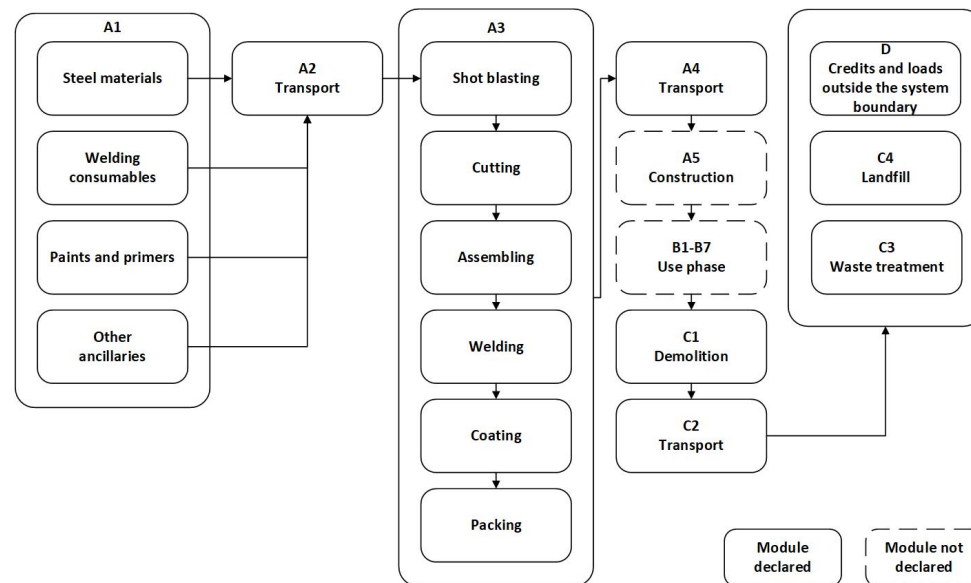 A1
Steel materials
Welding
consumables
Paints and primers
Other
ancillaries
A2
Transport
A3
Shot blasting
Cutting
Assembling
Welding
Coating
Packing
A4
Transport
A5
Construction
B1-B7
Use phase
C1
Demolition
C2
Transport
D
Credits and loads
outside the system
boundary
C4
Landfill
C3
Waste treatment
Module
declared
Module not
declared